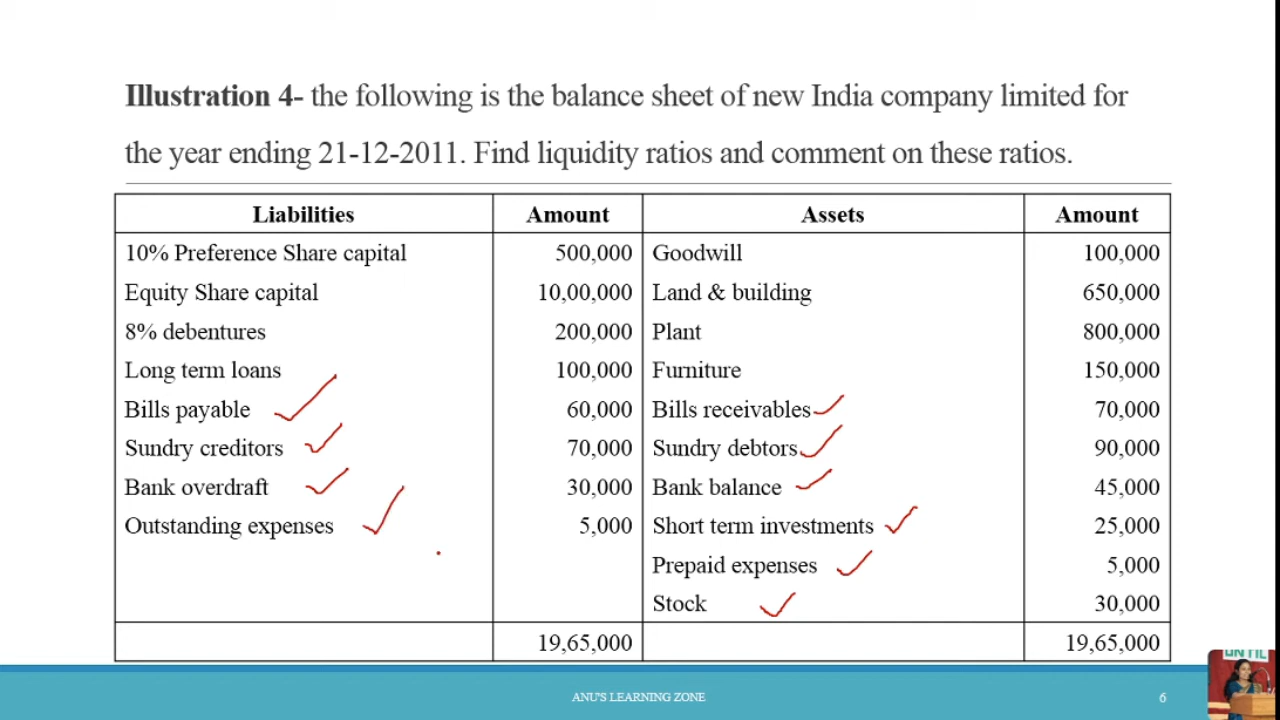 Illustration 4- the following is the balance sheet of new India company limited for
the year ending 21-12-2011. Find liquidity ratios and comment on these ratios.
Liabilities Amount Assets Amount
10% Preference Share capital 500,000 Goodwill 100,000
Equity Share capital 10,00,000 Land & building 650,000
8% debentures 200,000 Plant 800,000
Long term loans 100,000 Furniture 150,000
Bills payable 60,000 Bills receivables 70,000
Sundry creditors 70,000 Sundry debtors 90,000
Bank overdraft 30,000 Bank balance 45,000
Outstanding expenses 5,000 Short term investments 25,000
Prepaid expenses 5,000
Stock 30,000
19,65,000 19,65,000
ANU'S LEARNING ZONE 6